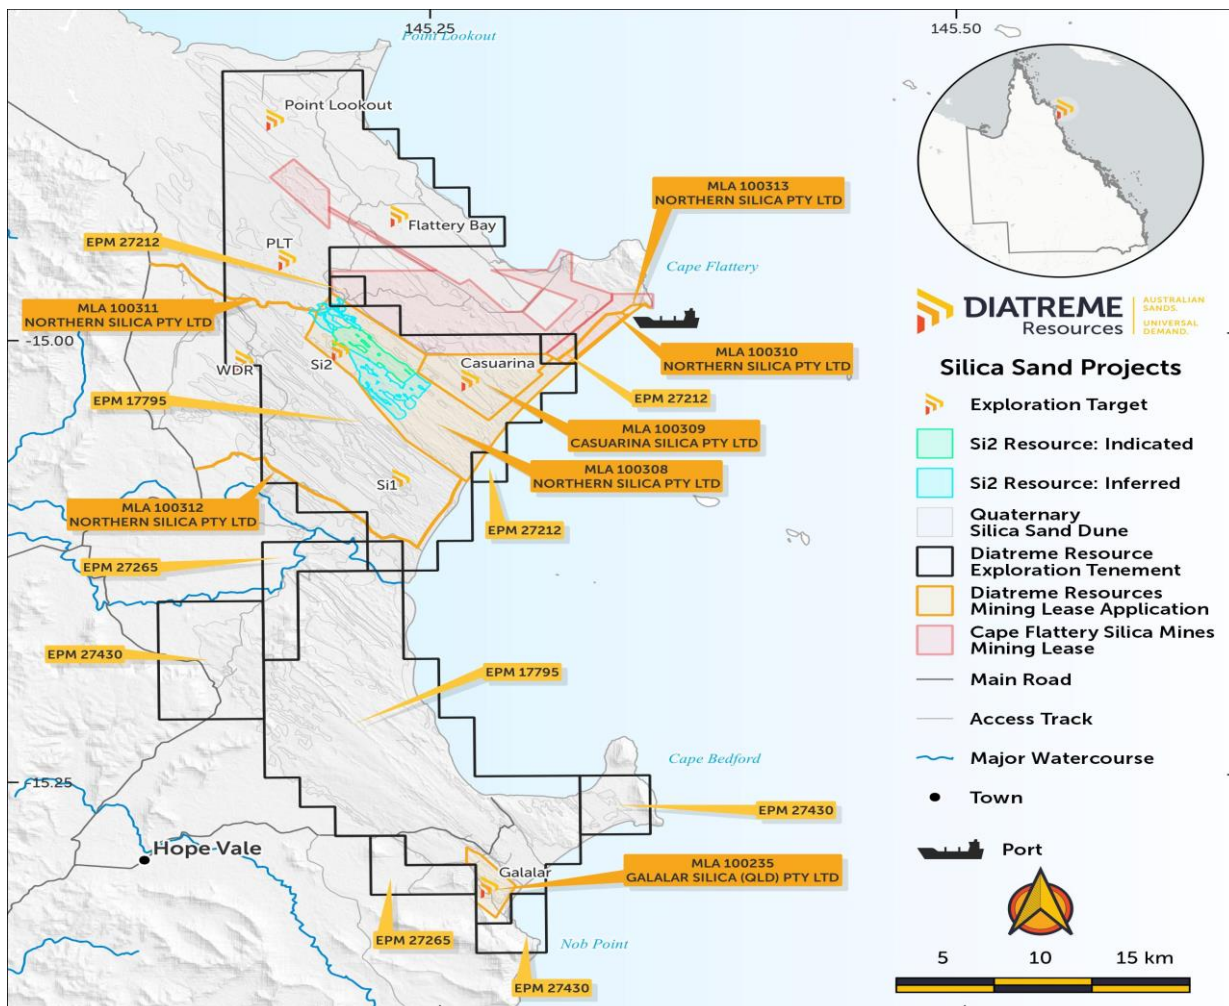 145.25
145.50
Point Lookout
Point Lookout
MLA 100313
NORTHERN SILICA PTY LTD
Flattery Bay
EPM 27212
PLT
Cape Flattery
MLA 100311
NORTHERN SILICA PTY LTD
-15.00
WDR
Si2
Casuarina
MLA 100310
NORTHERN SILICA PTY LTD
EPM 17795
EPM 27212
MLA 100309
CASUARINA SILICA PTY LTD
MLA 100308
NORTHERN SILICA PTY LTD
Si1
MLA 100312
NORTHERN SILICA PTY LTD
EPM 27212
EPM 27265
EPM 27430
EPM 17795
Cape Bedford
-15.25
EPM 27430
Hope Vale
Galalar
MLA 100235
GALALAR SILICA (QLD) PTY LTD
EPM 27265
Nob Point
EPM 27430
DIATREME
Resources
AUSTRALIAN
SANDS.
UNIVERSAL
DEMAND.
Silica Sand Projects
Exploration Target
Si2 Resource: Indicated
Si2 Resource: Inferred
Quaternary
Silica Sand Dune
Diatreme Resource
Exploration Tenement
Diatreme Resources
Mining Lease Application
Cape Flattery Silica Mines
Mining Lease
Main Road
Access Track
Major Watercourse
Town
Port
5 10 15 km